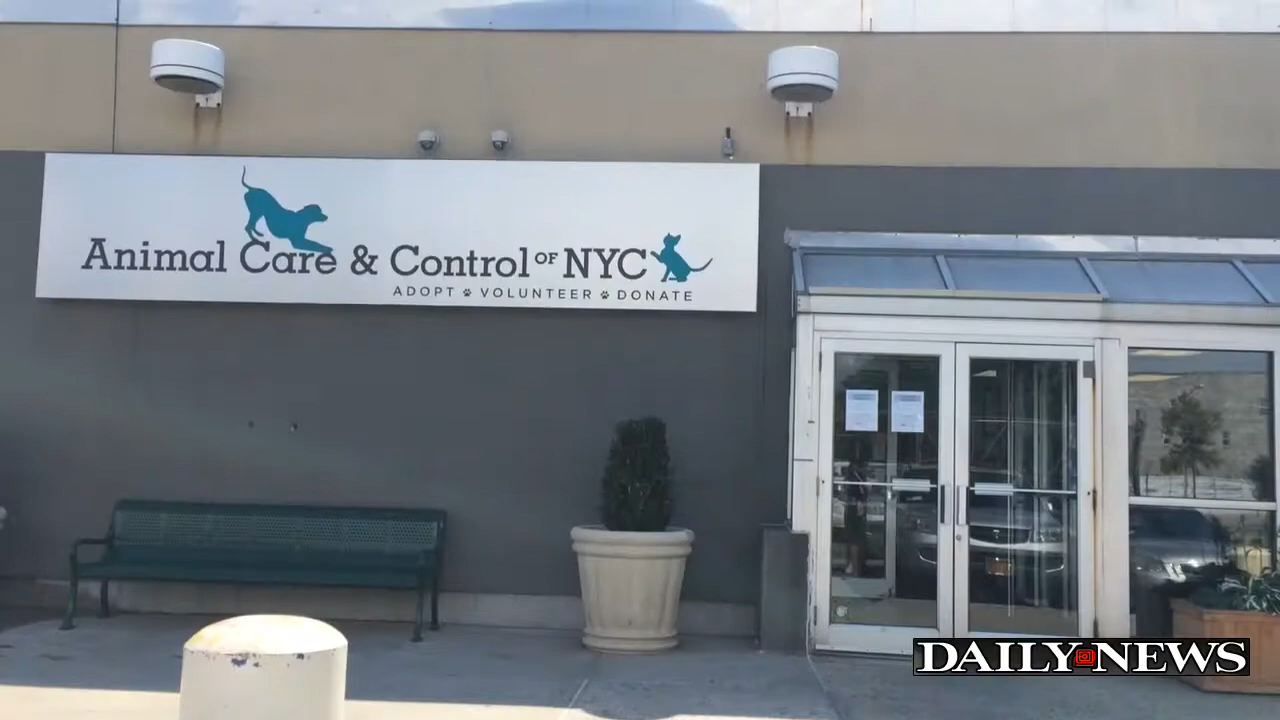 Animal Care & Control OF NYC
ADOPT VOLUNTEER DONATE
DAILY NEWS